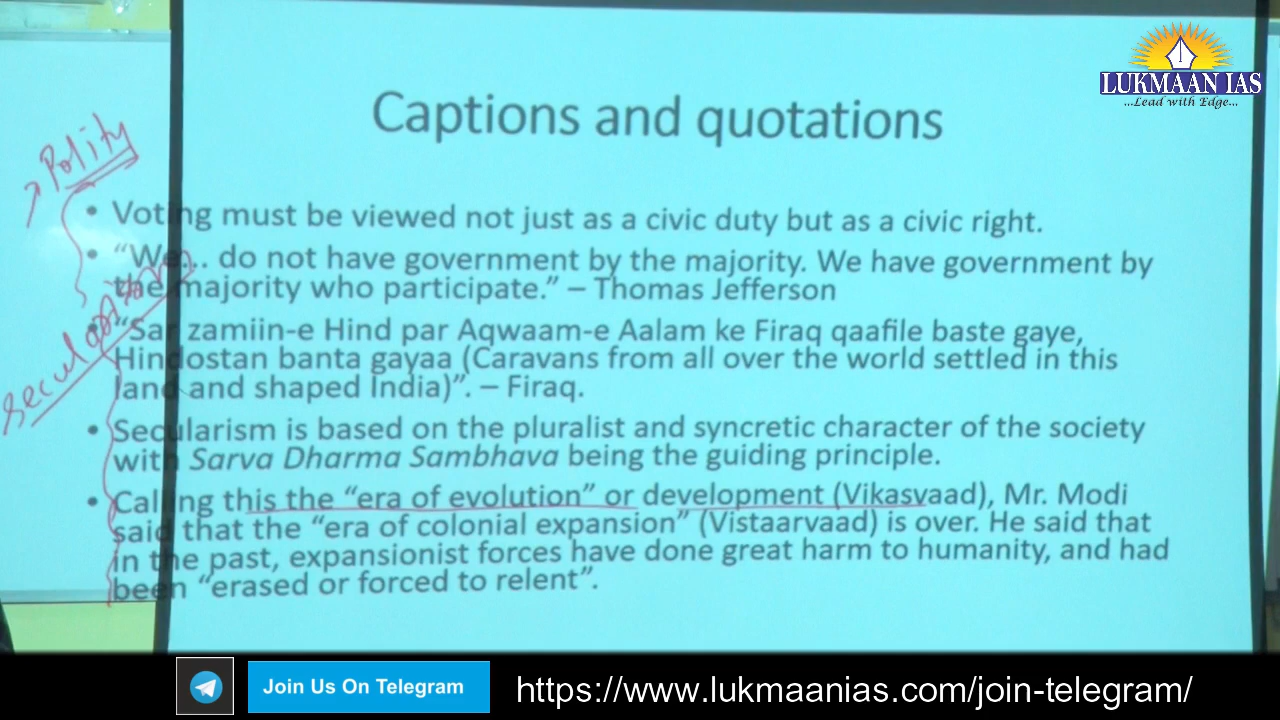 LUKMAAN IAS
...Lead with Edge...
Captions and quotations
Polity
• Voting must be viewed not just as a civic duty but as a civic right.
• “We... do not have government by the majority. We have government by
the majority who participate.” – Thomas Jefferson
• “Sar zamiin-e Hind par Aqwaam-e Aalam ke Firaq qaafile baste gaye,
Hindostan banta gayaa (Caravans from all over the world settled in this
land and shaped India)”. – Firaq.
• Secularism is based on the pluralist and syncretic character of the society
with Sarva Dharma Sambhava being the guiding principle.
• Calling this the “era of evolution” or development (Vikasvaad), Mr. Modi
said that the “era of colonial expansion” (Vistaarvaad) is over. He said that
in the past, expansionist forces have done great harm to humanity, and had
been “erased or forced to relent”.
Join Us On Telegram
https://www.lukmaanias.com/join-telegram/